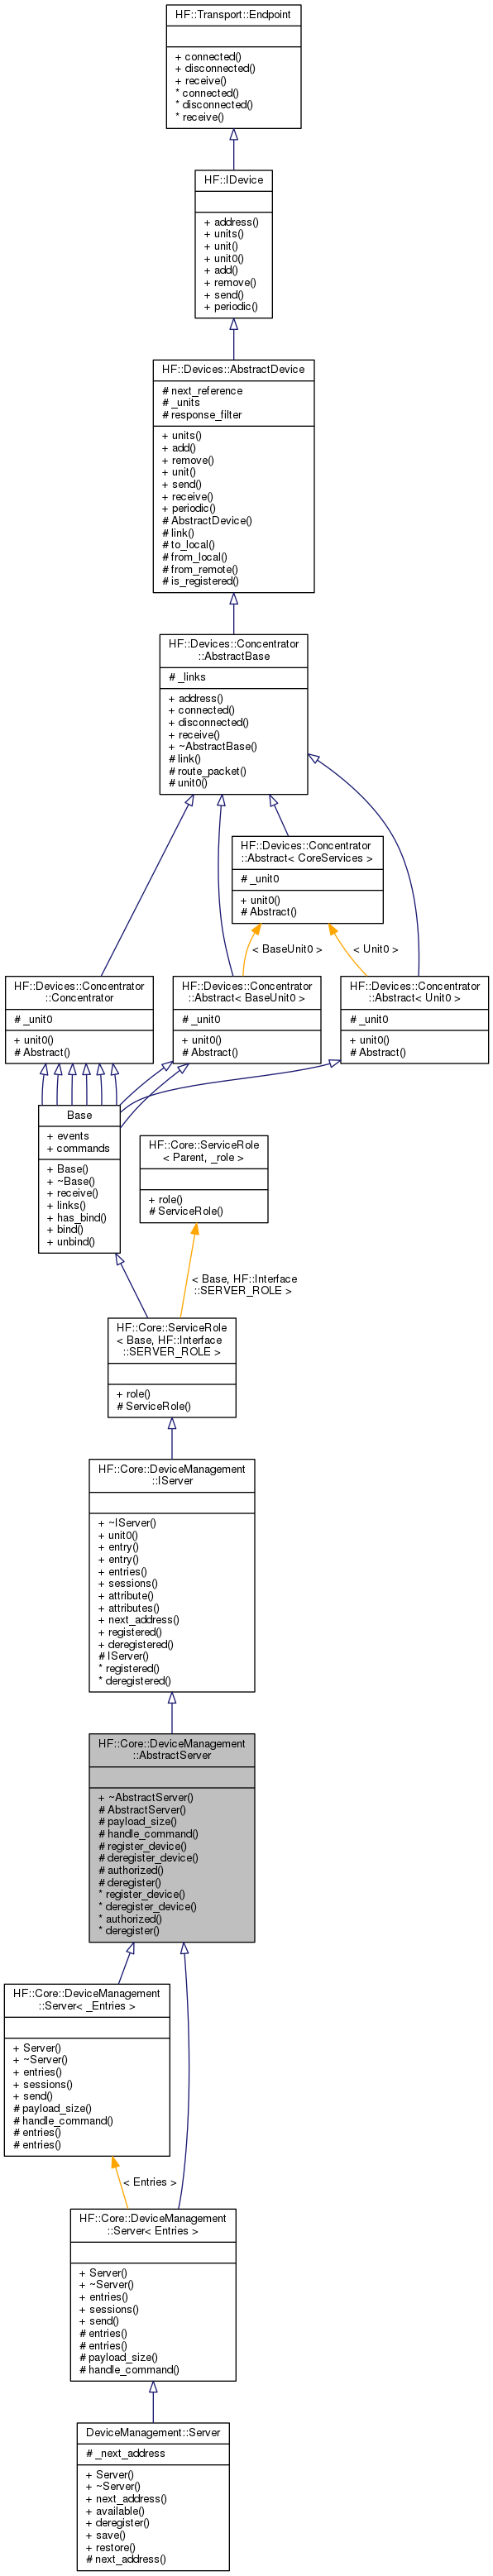 HF::Transport::Endpoint
+ connected()
+ disconnected()
+ receive()
* connected()
* disconnected()
* receive()
HF::IDevice
+ address()
+ units()
+ unit()
+ unit0()
+ add()
+ remove()
+ send()
+ periodic()
HF::Devices::AbstractDevice
# next_reference
# _units
# response_filter
+ units()
+ add()
+ remove()
+ unit()
+ send()
+ receive()
+ periodic()
# AbstractDevice()
# link()
# to_local()
# from_local()
# from_remote()
# is_registered()
HF::Devices::Concentrator
::AbstractBase
# _links
+ address()
+ connected()
+ disconnected()
+ receive()
+ ~AbstractBase()
# link()
# route_packet()
# unit0()
HF::Devices::Concentrator
::Abstract< CoreServices >
# _unit0
+ unit0()
# Abstract()
< BaseUnit0 >
< Unit0 >
HF::Devices::Concentrator
::Concentrator
# _unit0
+ unit0()
# Abstract()
HF::Devices::Concentrator
::Abstract< BaseUnit0 >
# _unit0
+ unit0()
# Abstract()
HF::Devices::Concentrator
::Abstract< Unit0 >
# _unit0
+ unit0()
# Abstract()
Base
+ events
+ commands
+ Base()
+ ~Base()
+ receive()
+ links()
+ has_bind()
+ bind()
+ unbind()
HF::Core::ServiceRole
< Parent, _role >
+ role()
# ServiceRole()
< Base, HF::Interface
::SERVER_ROLE >
HF::Core::ServiceRole
< Base, HF::Interface
::SERVER_ROLE >
+ role()
# ServiceRole()
HF::Core::DeviceManagement
::IServer
+ ~IServer()
+ unit0()
+ entry()
+ entry()
+ entries()
+ sessions()
+ attribute()
+ attributes()
+ next_address()
+ registered()
+ deregistered()
# IServer()
* registered()
* deregistered()
HF::Core::DeviceManagement
::AbstractServer
+ ~AbstractServer()
# AbstractServer()
# payload_size()
# handle_command()
# register_device()
# deregister_device()
# authorized()
# deregister()
* register_device()
* deregister_device()
* authorized()
* deregister()
HF::Core::DeviceManagement
::Server< _Entries >
+ Server()
+ ~Server()
+ entries()
+ sessions()
+ send()
# payload_size()
# handle_command()
# entries()
# entries()
< Entries >
HF::Core::DeviceManagement
::Server< Entries >
+ Server()
+ ~Server()
+ entries()
+ sessions()
+ send()
# entries()
# entries()
# payload_size()
# handle_command()
DeviceManagement::Server
# _next_address
+ Server()
+ ~Server()
+ next_address()
+ available()
+ deregister()
+ save()
+ restore()
# next_address()